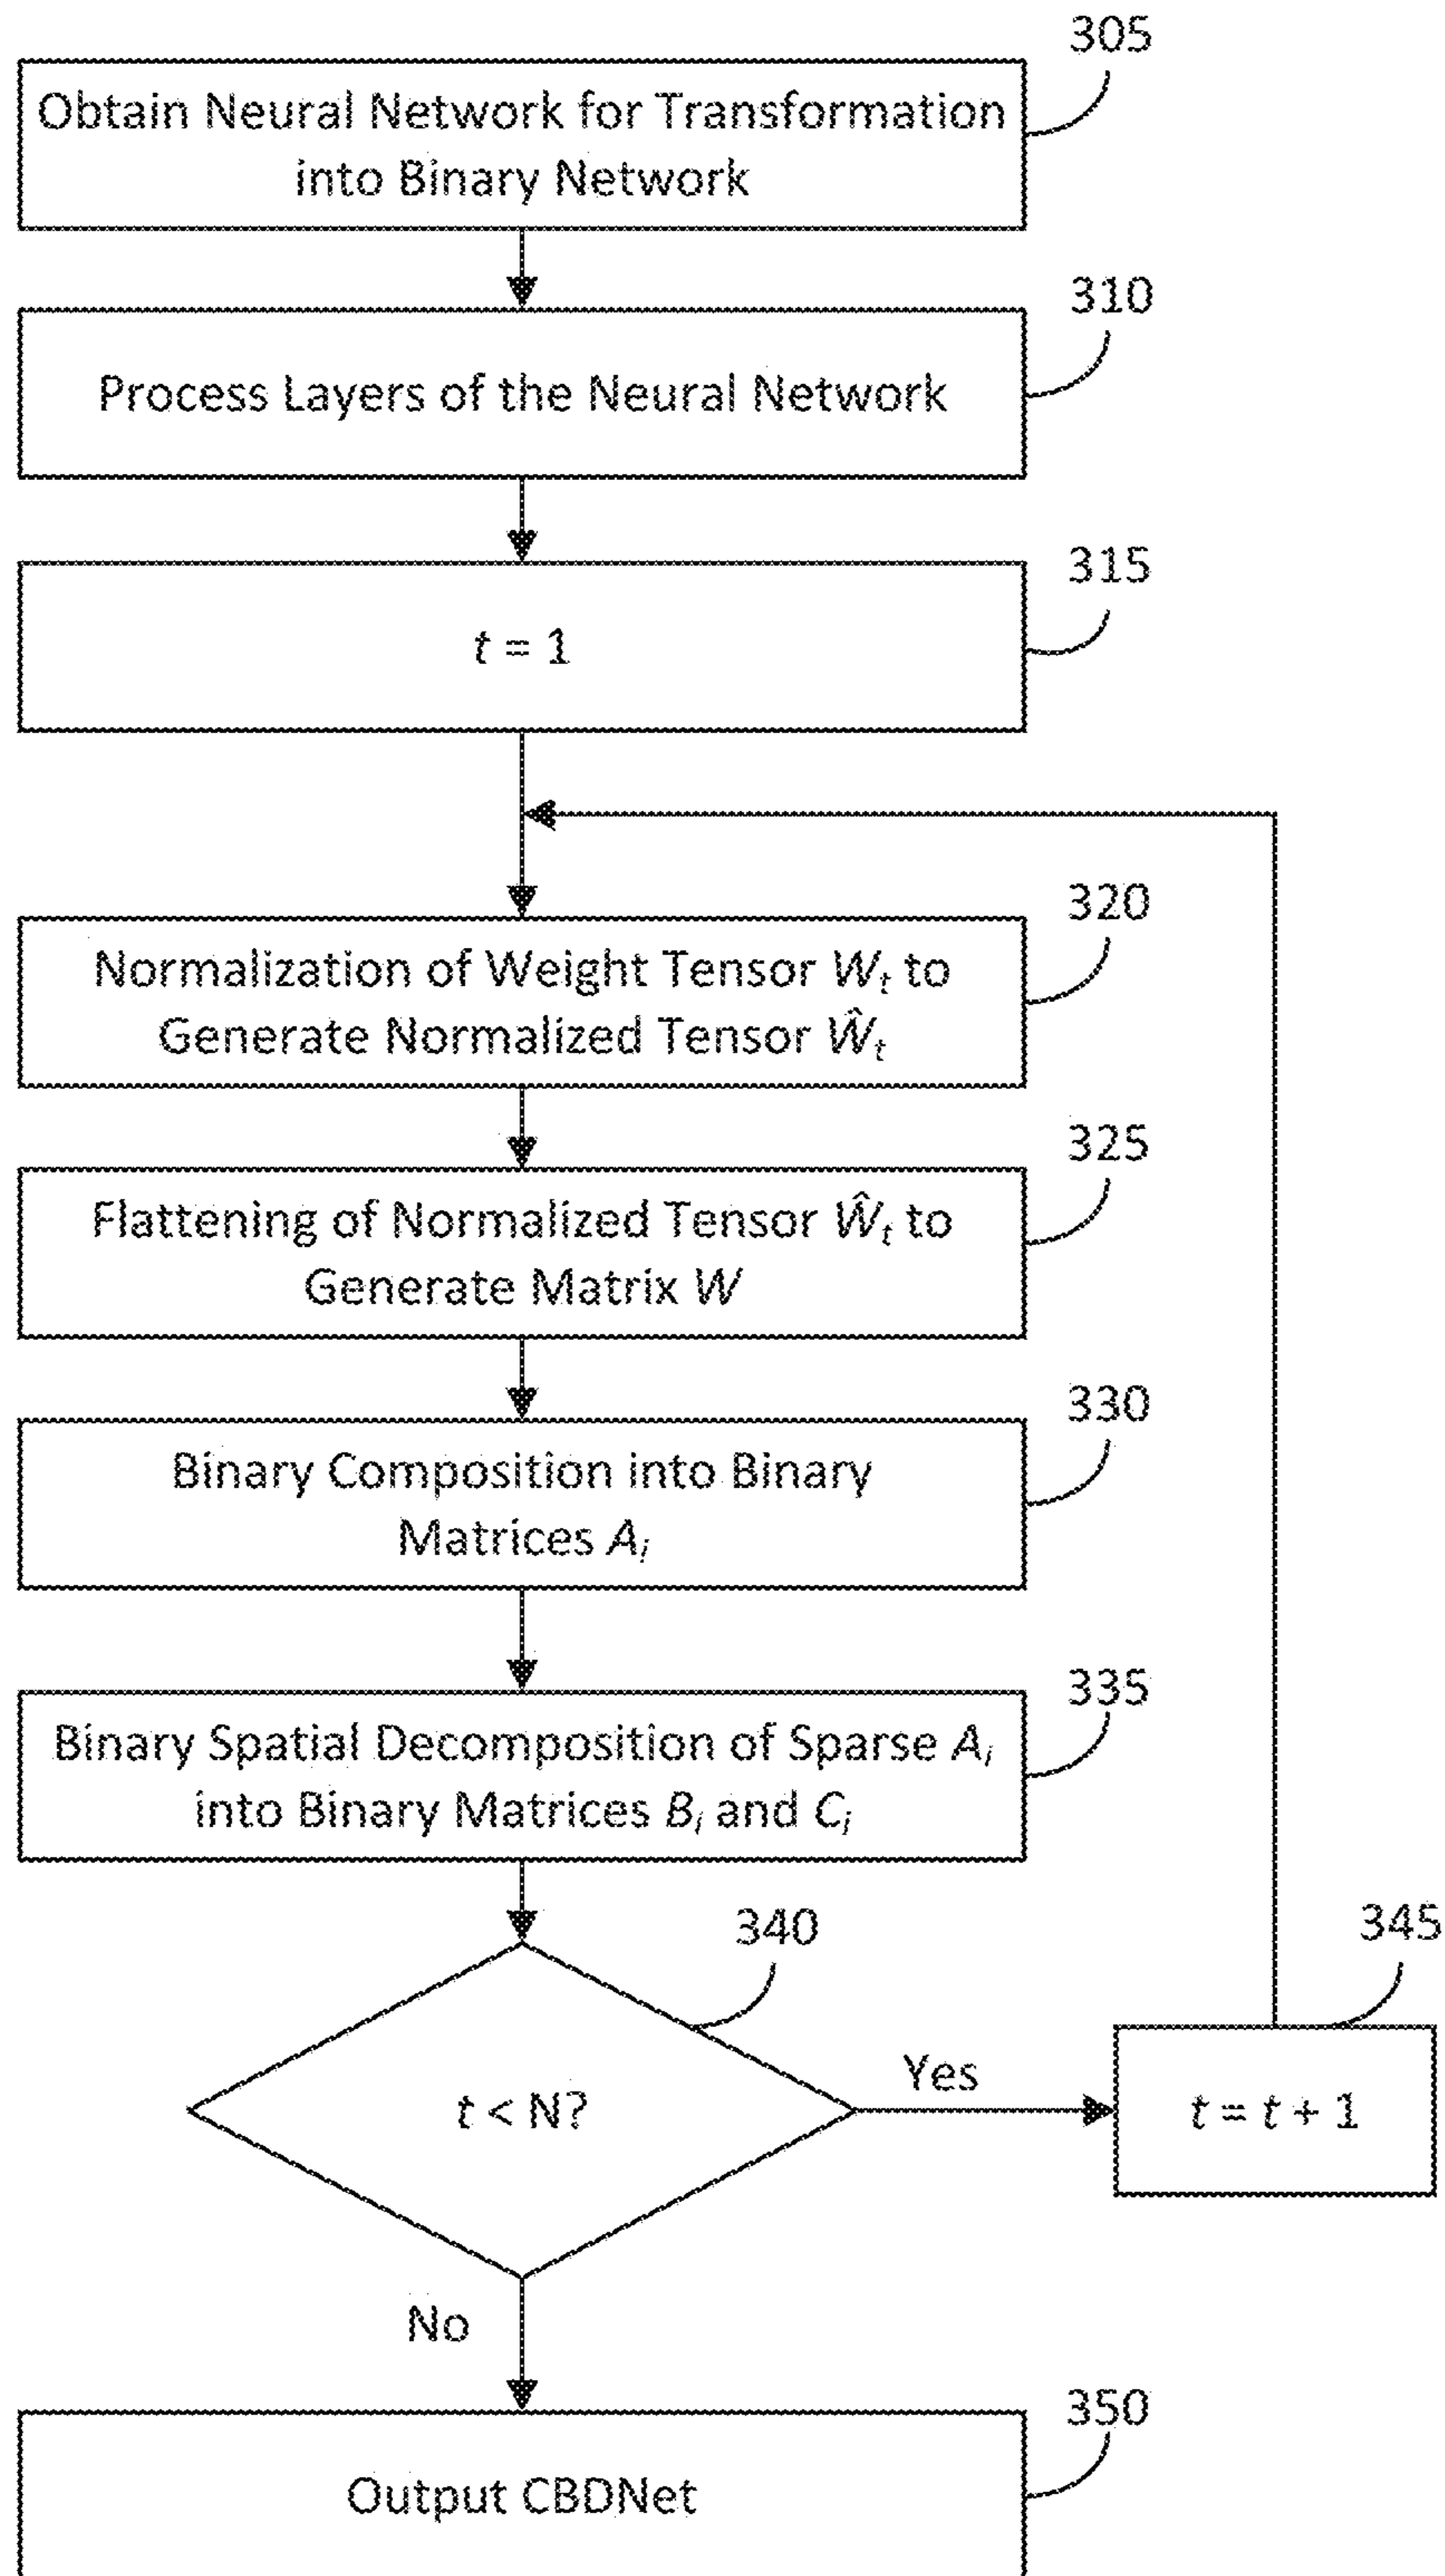 305
Obtain Neural Network for Transformation
into Binary Network
310
Process Layers of the Neural Network
315
t = 1
320
Normalization of Weight Tensor Wₜ to
Generate Normalized Tensor Ŵₜ
325
Flattening of Normalized Tensor Ŵₜ to
Generate Matrix W
330
Binary Composition into Binary
Matrices Aᵢ
335
Binary Spatial Decomposition of Sparse Aᵢ
into Binary Matrices Bᵢ and Cᵢ
340
345
t < N?
Yes
t = t + 1
No
350
Output CBDNet